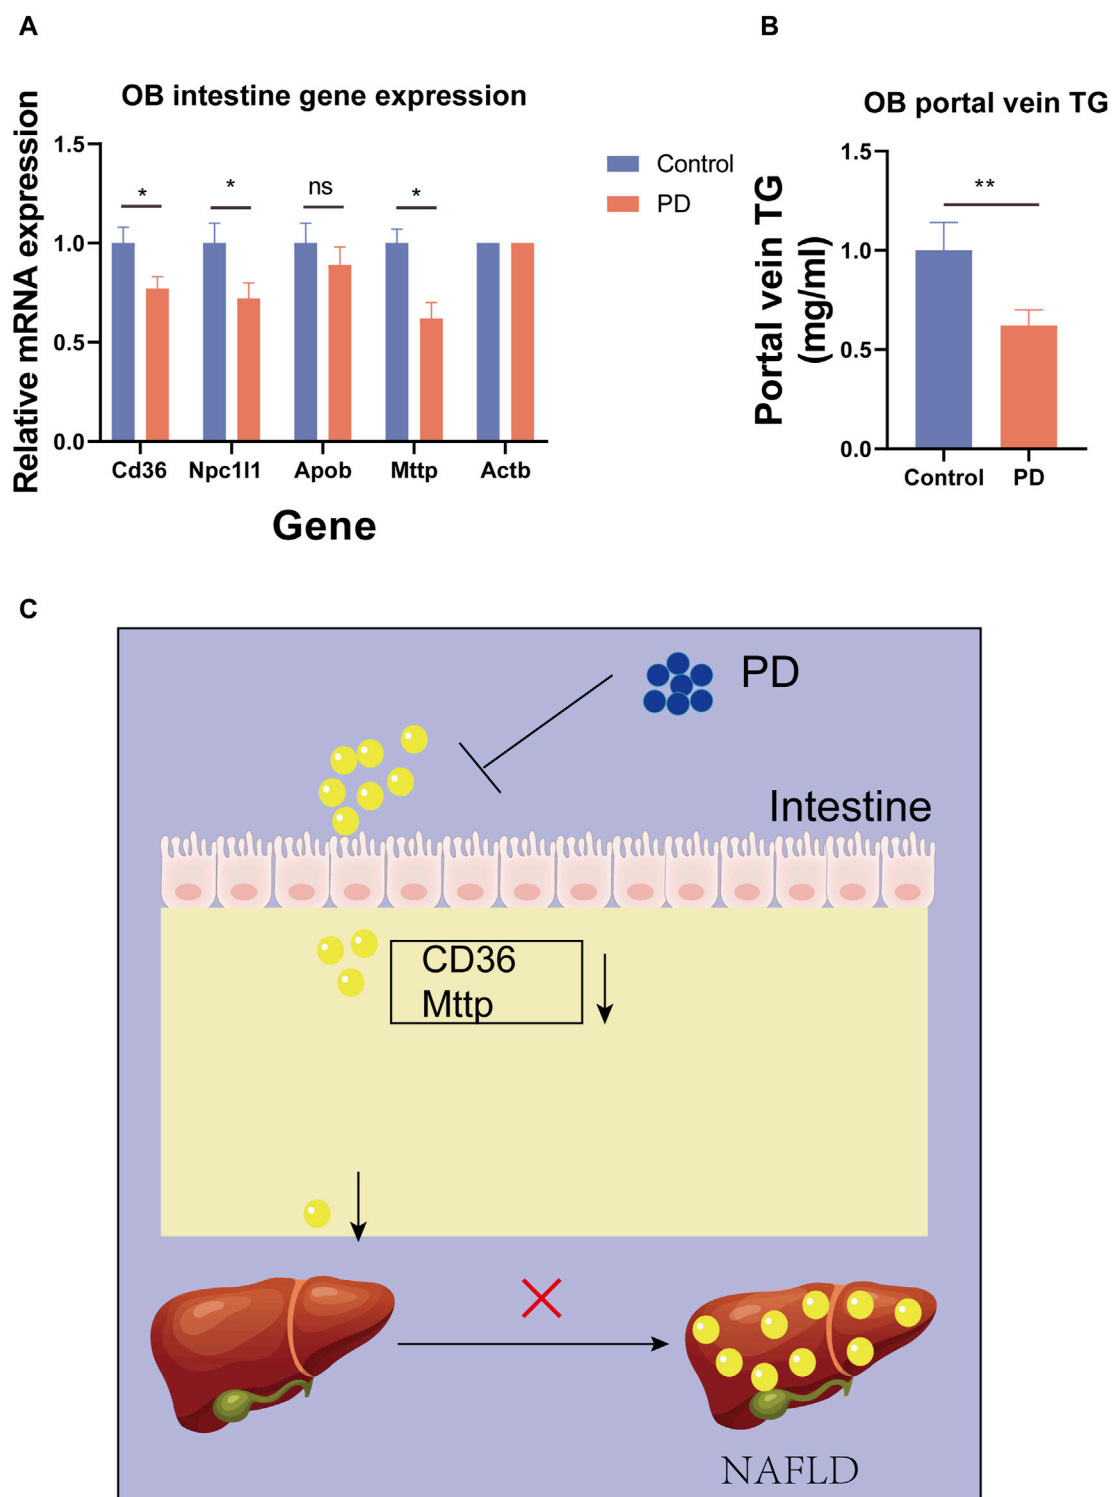 A
B
OB intestine gene expression
OB portal vein TG
Relative mRNA expression
1.5
1.0
0.5
0.0
*
*
ns
*
Control
PD
Cd36 Npc1l1 Apob Mttp Actb
Gene
Portal vein TG
(mg/ml)
1.5
1.0
0.5
0.0
**
Control PD
C
PD
Intestine
CD36
Mttp
NAFLD